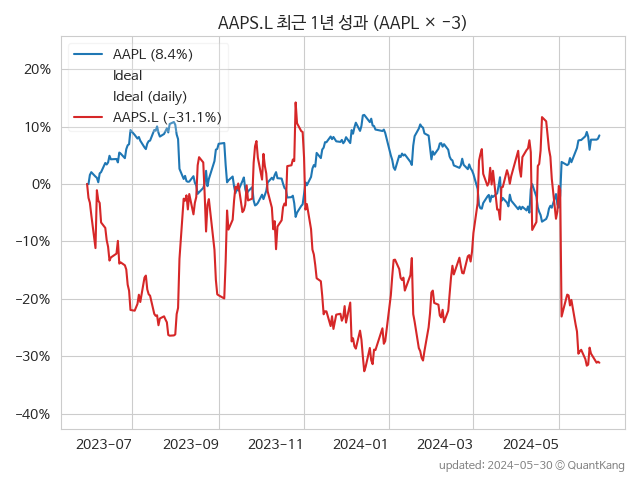 AAPS.L 최근 1년 성과 (AAPL × −3)
AAPL (8.4%)
Ideal
Ideal (daily)
AAPS.L (−31.1%)
20%
10%
0%
−10%
−20%
−30%
−40%
2023-07
2023-09
2023-11
2024-01
2024-03
2024-05
updated: 2024-05-30 © QuantKang